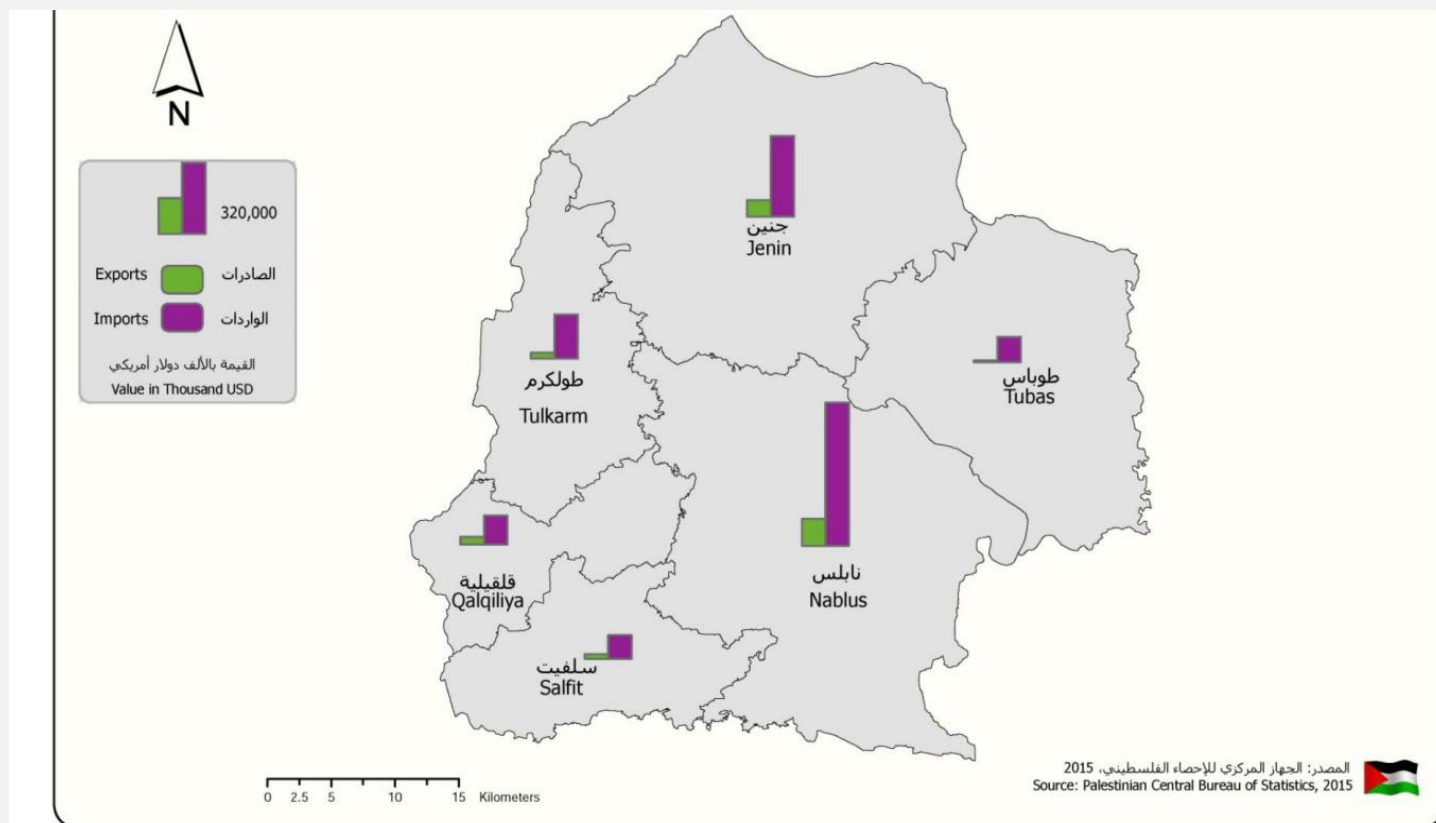 N
320,000
Exports الصادرات
Imports الواردات
القيمة بالألف دولار أمريكي
Value in Thousand USD
جنين
Jenin
طولكرم
Tulkarm
طوباس
Tubas
قلقيلية
Qalqiliya
نابلس
Nablus
سلفيت
Salfit
0 2.5 5 10 15 Kilometers
المصدر: الجهاز المركزي للإحصاء الفلسطيني، 2015
Source: Palestinian Central Bureau of Statistics, 2015